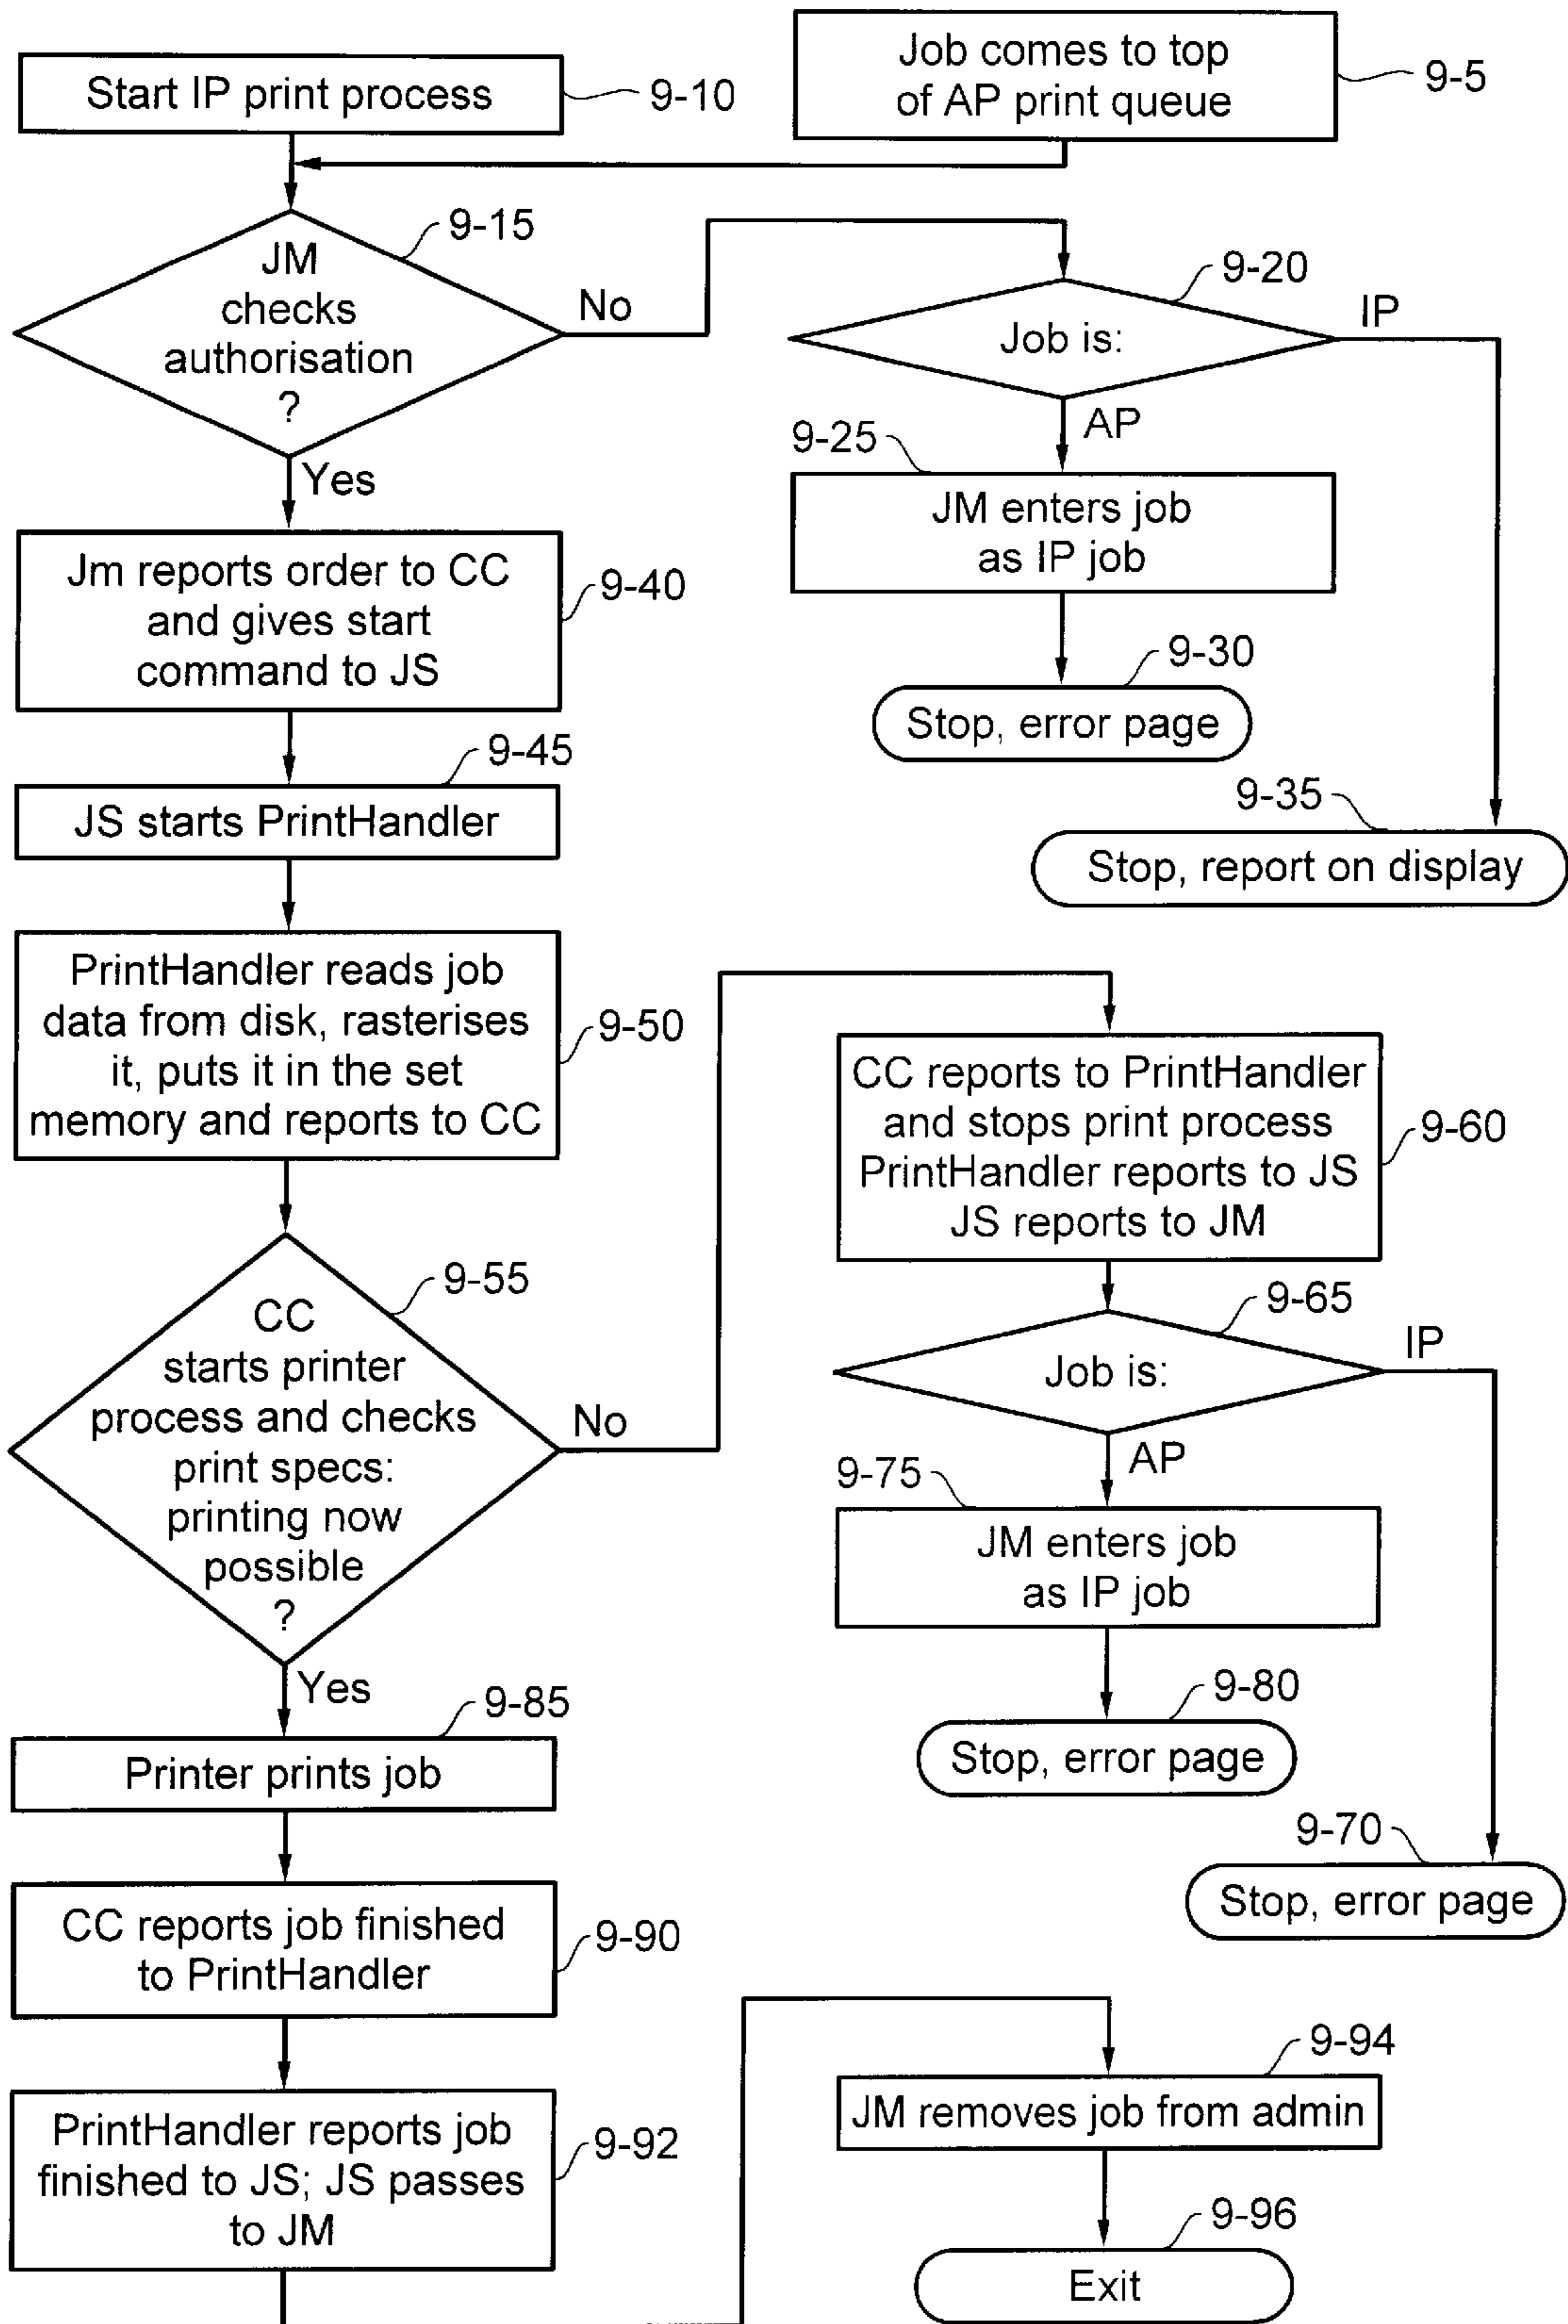 Start IP print process
9-10
Job comes to top
of AP print queue
9-5
JM
checks
authorisation
?
9-15
No
Yes
9-20
Job is:
IP
AP
9-25
JM enters job
as IP job
9-30
Stop, error page
9-35
Stop, report on display
Jm reports order to CC
and gives start
command to JS
9-40
9-45
JS starts PrintHandler
PrintHandler reads job
data from disk, rasterises
it, puts it in the set
memory and reports to CC
9-50
9-55
CC
starts printer
process and checks
print specs:
printing now
possible
?
No
Yes
CC reports to PrintHandler
and stops print process
PrintHandler reports to JS
JS reports to JM
9-60
9-65
Job is:
IP
AP
9-75
JM enters job
as IP job
9-80
Stop, error page
9-70
Stop, error page
9-85
Printer prints job
CC reports job finished
to PrintHandler
9-90
PrintHandler reports job
finished to JS; JS passes
to JM
9-92
9-94
JM removes job from admin
9-96
Exit